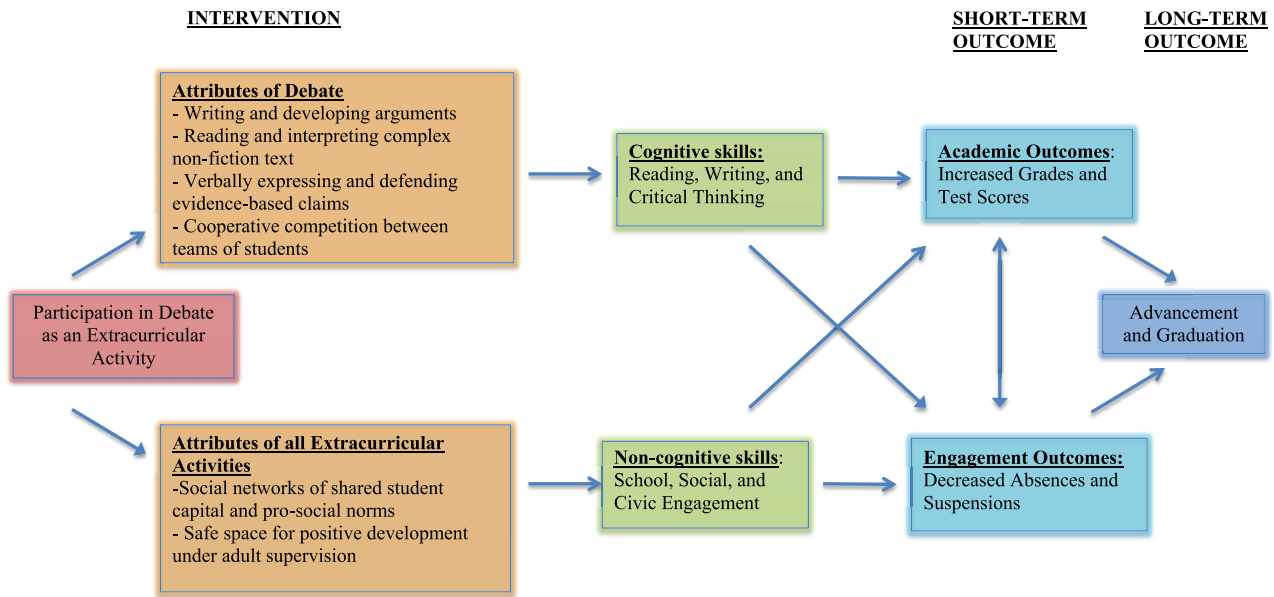 INTERVENTION
SHORT-TERM
OUTCOME
LONG-TERM
OUTCOME
Attributes of Debate
- Writing and developing arguments
- Reading and interpreting complex
non-fiction text
- Verbally expressing and defending
evidence-based claims
- Cooperative competition between
teams of students
Cognitive skills:
Reading, Writing, and
Critical Thinking
Academic Outcomes:
Increased Grades and
Test Scores
Participation in Debate
as an Extracurricular
Activity
Advancement
and Graduation
Attributes of all Extracurricular
Activities
-Social networks of shared student
capital and pro-social norms
- Safe space for positive development
under adult supervision
Non-cognitive skills:
School, Social, and
Civic Engagement
Engagement Outcomes:
Decreased Absences and
Suspensions